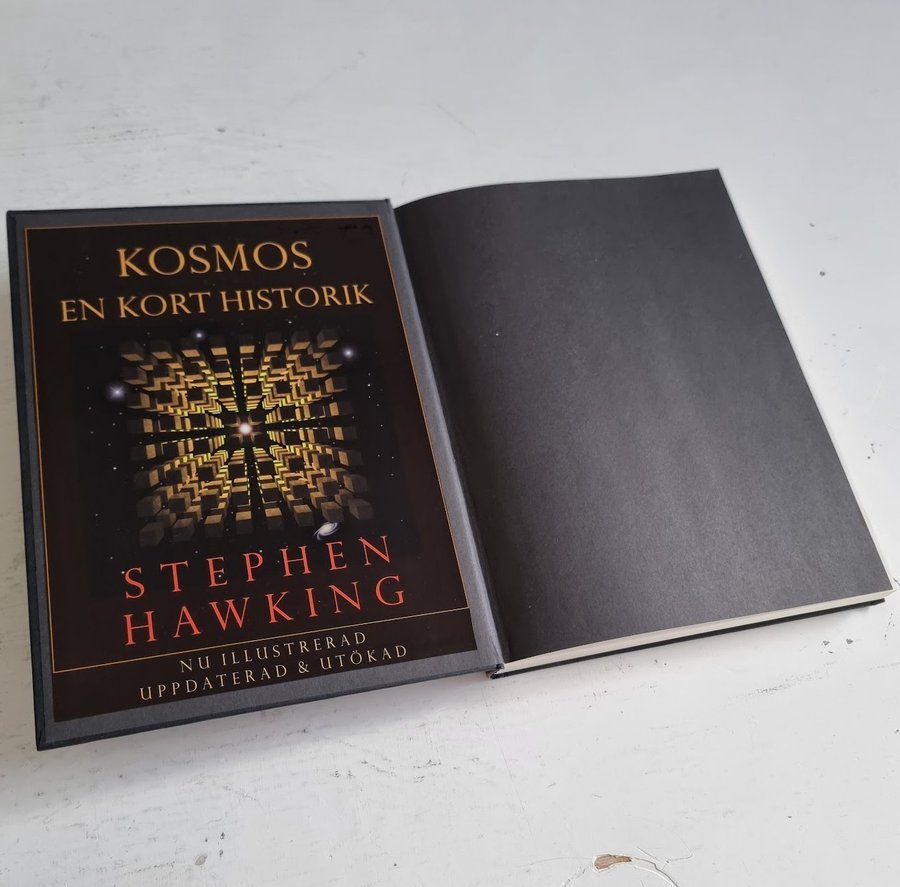 KOSMOS
EN KORT HISTORIK
STEPHEN
HAWKING
NU ILLUSTRERAD
UPPDATERAD & UTÖKAD